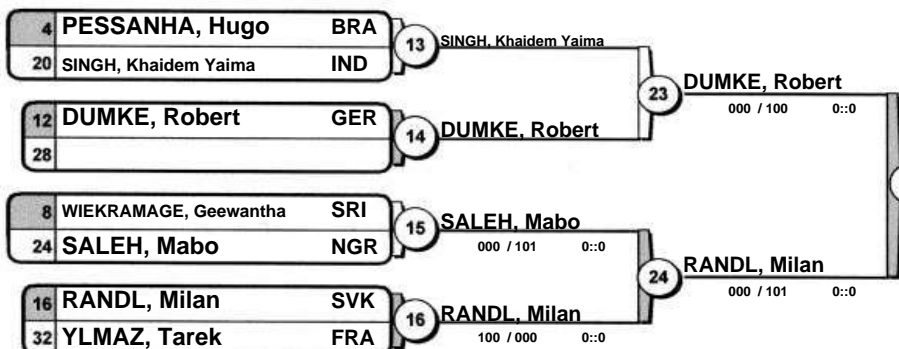 4 PESSANHA, Hugo BRA
20 SINGH, Khaidem Yaima IND
13 SINGH, Khaidem Yaima
12 DUMKE, Robert GER
28
14 DUMKE, Robert
23 DUMKE, Robert
000 / 100 0::0
8 WIEKRAMAGE, Geewantha SRI
24 SALEH, Mabo NGR
15 SALEH, Mabo
000 / 101 0::0
16 RANDL, Milan SVK
32 YLMAZ, Tarek FRA
16 RANDL, Milan
100 / 000 0::0
24 RANDL, Milan
000 / 101 0::0